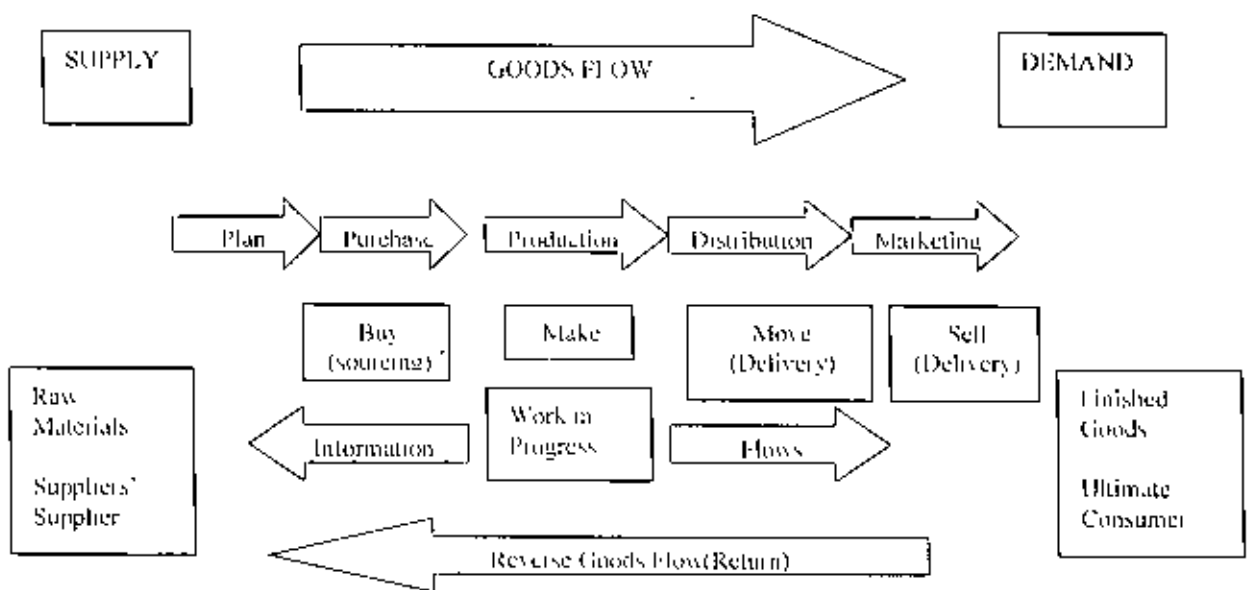 SUPPLY
GOODS FLOW
DEMAND
Plan
Purchase
Production
Distribution
Marketing
Buy
(sourcing)
Make
Move
(Delivery)
Sell
(Delivery)
Raw
Materials
Suppliers'
Supplier
Information
Work in
Progress
Flows
Finished
Goods
Ultimate
Consumer
Reverse Goods Flow(Return)